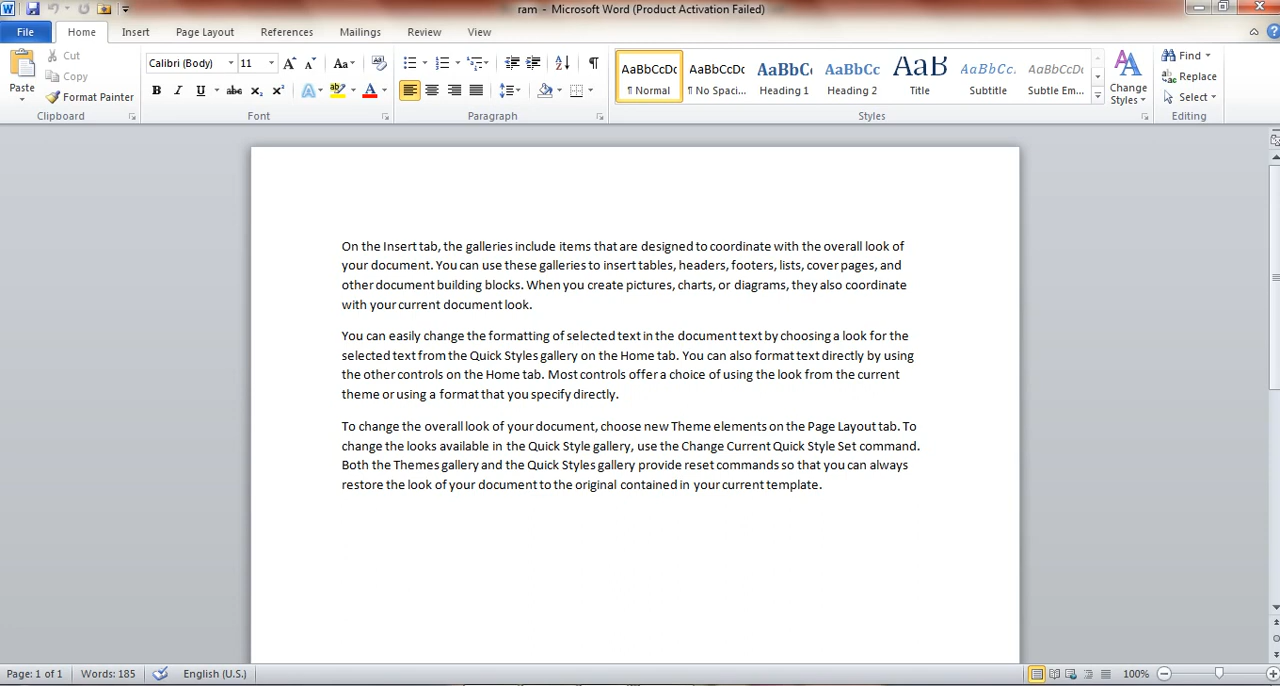 ram - Microsoft Word (Product Activation Failed)
File Home Insert Page Layout References Mailings Review View
Paste
Cut
Copy
Format Painter
Clipboard
Calibri (Body) 11
Font
Paragraph
AaBbCcDc AaBbCcDc AaBbC AaBbCc AaB AaBbCc. AaBbCcDc
¶ Normal ¶ No Spaci... Heading 1 Heading 2 Title Subtitle Subtle Em...
Styles
Change
Styles
Find
Replace
Select
Editing
On the Insert tab, the galleries include items that are designed to coordinate with the overall look of
your document. You can use these galleries to insert tables, headers, footers, lists, cover pages, and
other document building blocks. When you create pictures, charts, or diagrams, they also coordinate
with your current document look.
You can easily change the formatting of selected text in the document text by choosing a look for the
selected text from the Quick Styles gallery on the Home tab. You can also format text directly by using
the other controls on the Home tab. Most controls offer a choice of using the look from the current
theme or using a format that you specify directly.
To change the overall look of your document, choose new Theme elements on the Page Layout tab. To
change the looks available in the Quick Style gallery, use the Change Current Quick Style Set command.
Both the Themes gallery and the Quick Styles gallery provide reset commands so that you can always
restore the look of your document to the original contained in your current template.
Page: 1 of 1 Words: 185 English (U.S.) 100%